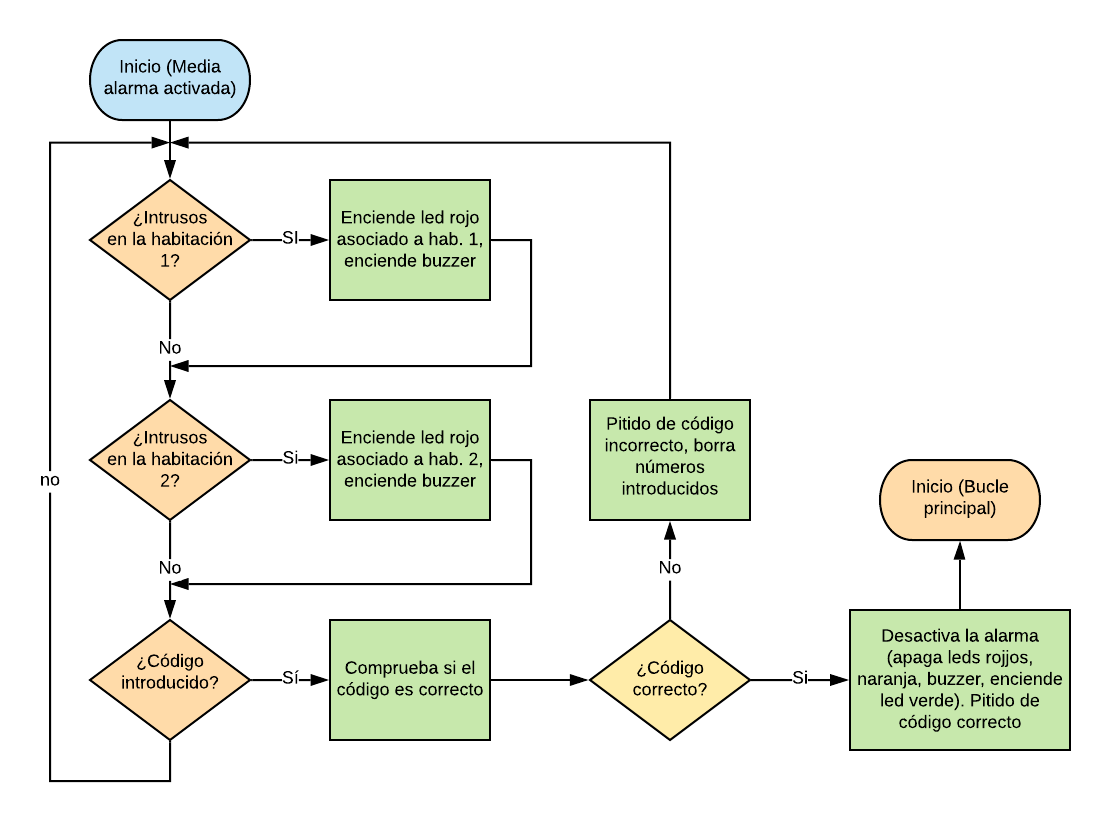 Inicio (Media
alarma activada)
¿Intrusos
en la habitación
1?
SI
Enciende led rojo
asociado a hab. 1,
enciende buzzer
No
¿Intrusos
en la habitación
2?
Si
Enciende led rojo
asociado a hab. 2,
enciende buzzer
Pitido de código
incorrecto, borra
números
introducidos
no
Inicio (Bucle
principal)
No
No
¿Código
introducido?
Sí
Comprueba si el
código es correcto
¿Código
correcto?
Si
Desactiva la alarma
(apaga leds rojjos,
naranja, buzzer, enciende
led verde). Pitido de
código correcto